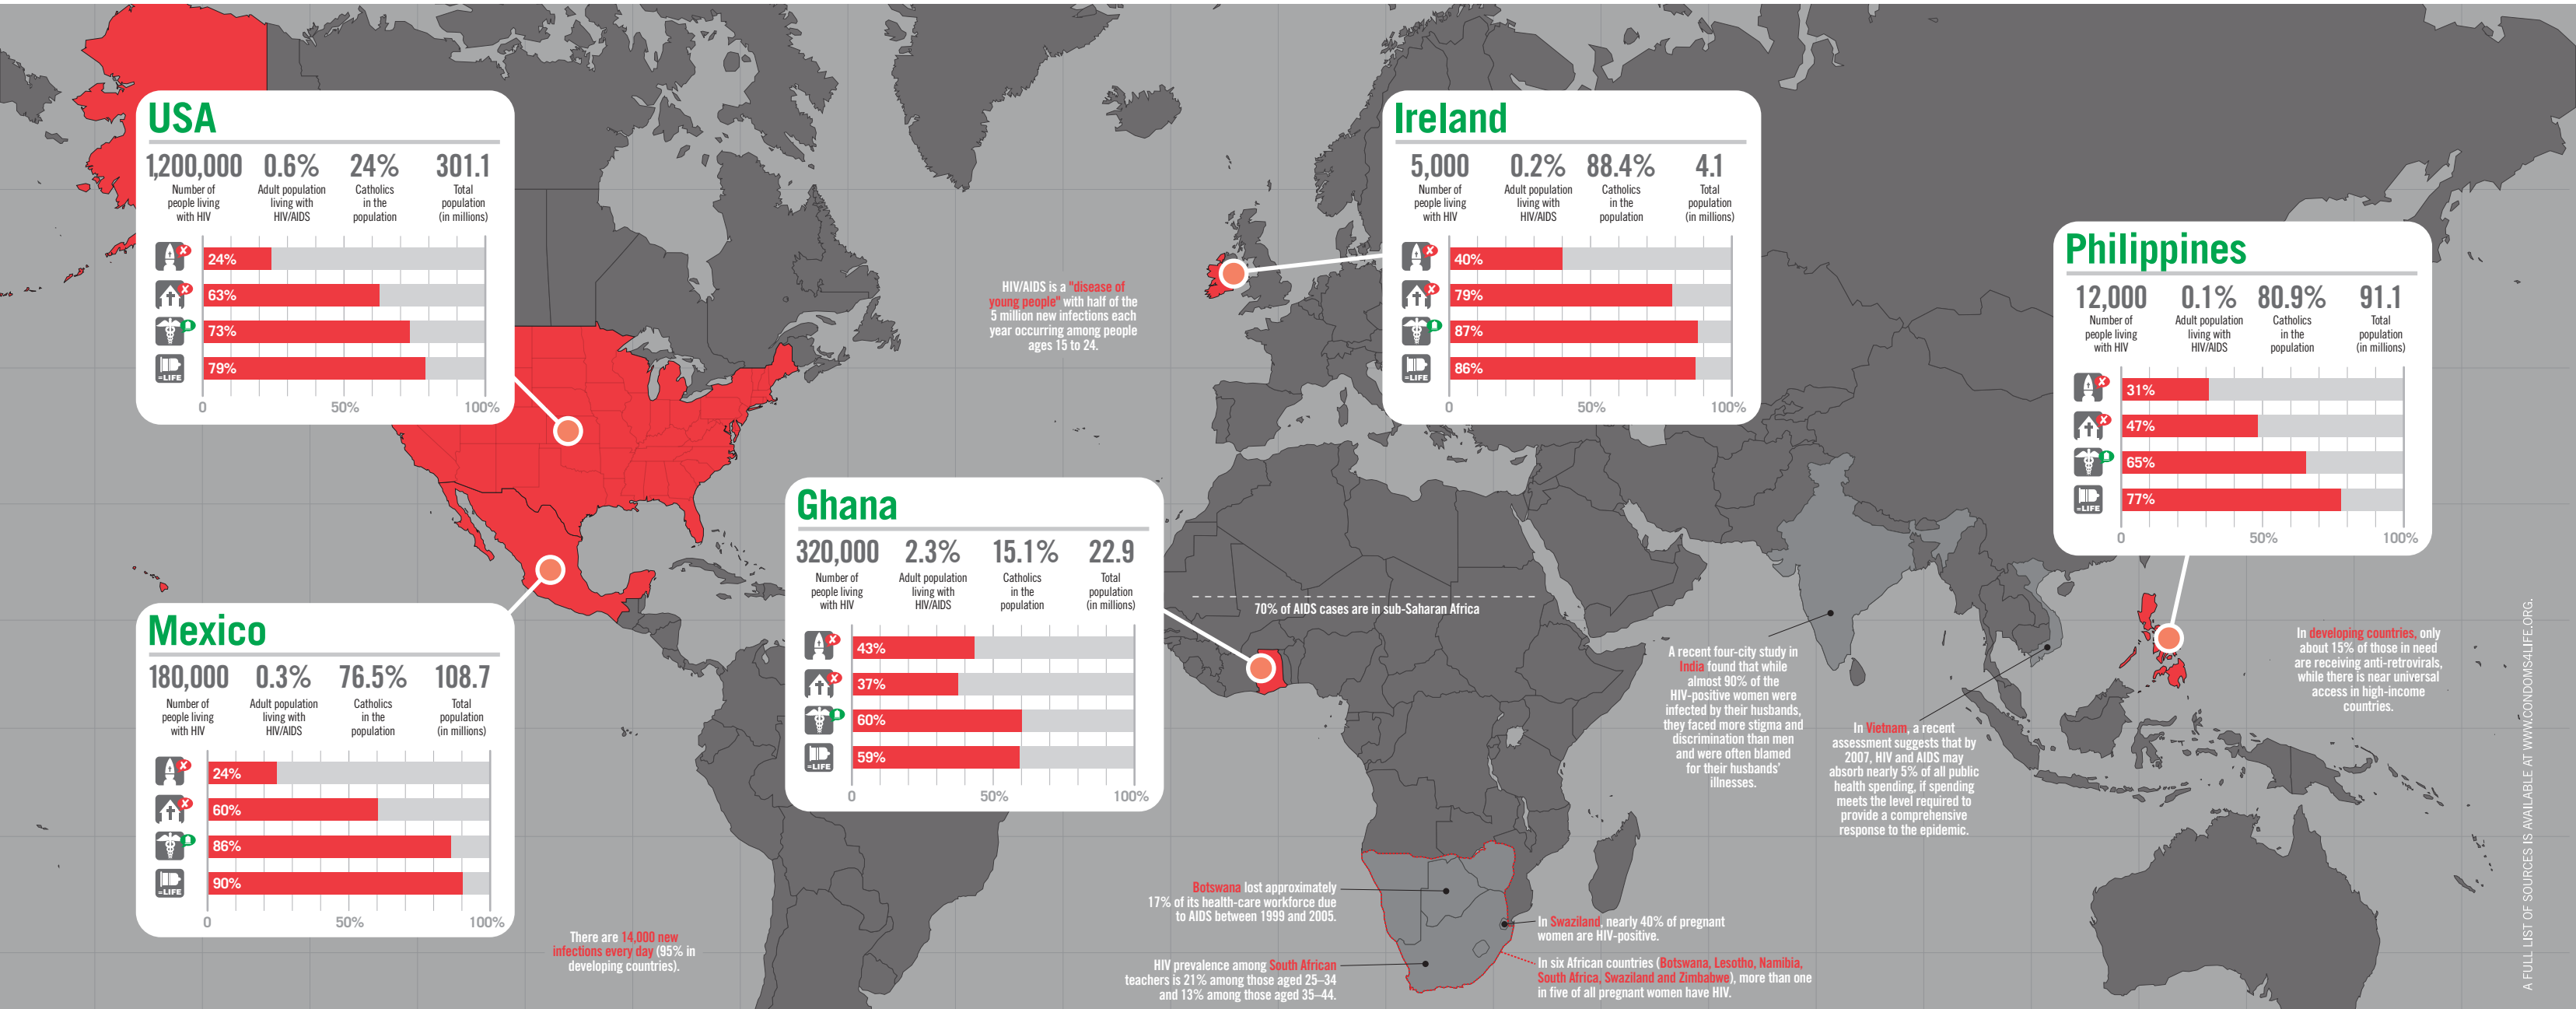 USA
1,200,000 0.6% 24% 301.1
Number of people living with HIV
Adult population living with HIV/AIDS
Catholics in the population
Total population (in millions)
24%
63%
73%
=LIFE 79%
0 50% 100%
Mexico
180,000 0.3% 76.5% 108.7
Number of people living with HIV
Adult population living with HIV/AIDS
Catholics in the population
Total population (in millions)
24%
60%
86%
=LIFE 90%
0 50% 100%
There are 14,000 new
infections every day (95% in
developing countries).
HIV/AIDS is a "disease of
young people" with half of the
5 million new infections each
year occurring among people
ages 15 to 24.
Ghana
320,000 2.3% 15.1% 22.9
Number of people living with HIV
Adult population living with HIV/AIDS
Catholics in the population
Total population (in millions)
43%
37%
60%
=LIFE 59%
0 50% 100%
Ireland
5,000 0.2% 88.4% 4.1
Number of people living with HIV
Adult population living with HIV/AIDS
Catholics in the population
Total population (in millions)
40%
79%
87%
=LIFE 86%
0 50% 100%
70% of AIDS cases are in sub-Saharan Africa
Botswana lost approximately
17% of its health-care workforce due
to AIDS between 1999 and 2005.
HIV prevalence among South African
teachers is 21% among those aged 25–34
and 13% among those aged 35–44.
In Swaziland, nearly 40% of pregnant
women are HIV-positive.
In six African countries (Botswana, Lesotho, Namibia,
South Africa, Swaziland and Zimbabwe), more than one
in five of all pregnant women have HIV.
A recent four-city study in
India found that while
almost 90% of the
HIV-positive women were
infected by their husbands,
they faced more stigma and
discrimination than men
and were often blamed
for their husbands'
illnesses.
In Vietnam, a recent
assessment suggests that by
2007, HIV and AIDS may
absorb nearly 5% of all public
health spending, if spending
meets the level required to
provide a comprehensive
response to the epidemic.
Philippines
12,000 0.1% 80.9% 91.1
Number of people living with HIV
Adult population living with HIV/AIDS
Catholics in the population
Total population (in millions)
31%
47%
65%
=LIFE 77%
0 50% 100%
In developing countries, only
about 15% of those in need
are receiving anti-retrovirals,
while there is near universal
access in high-income
countries.
A FULL LIST OF SOURCES IS AVAILABLE AT WWW.CONDOMS4LIFE.ORG.